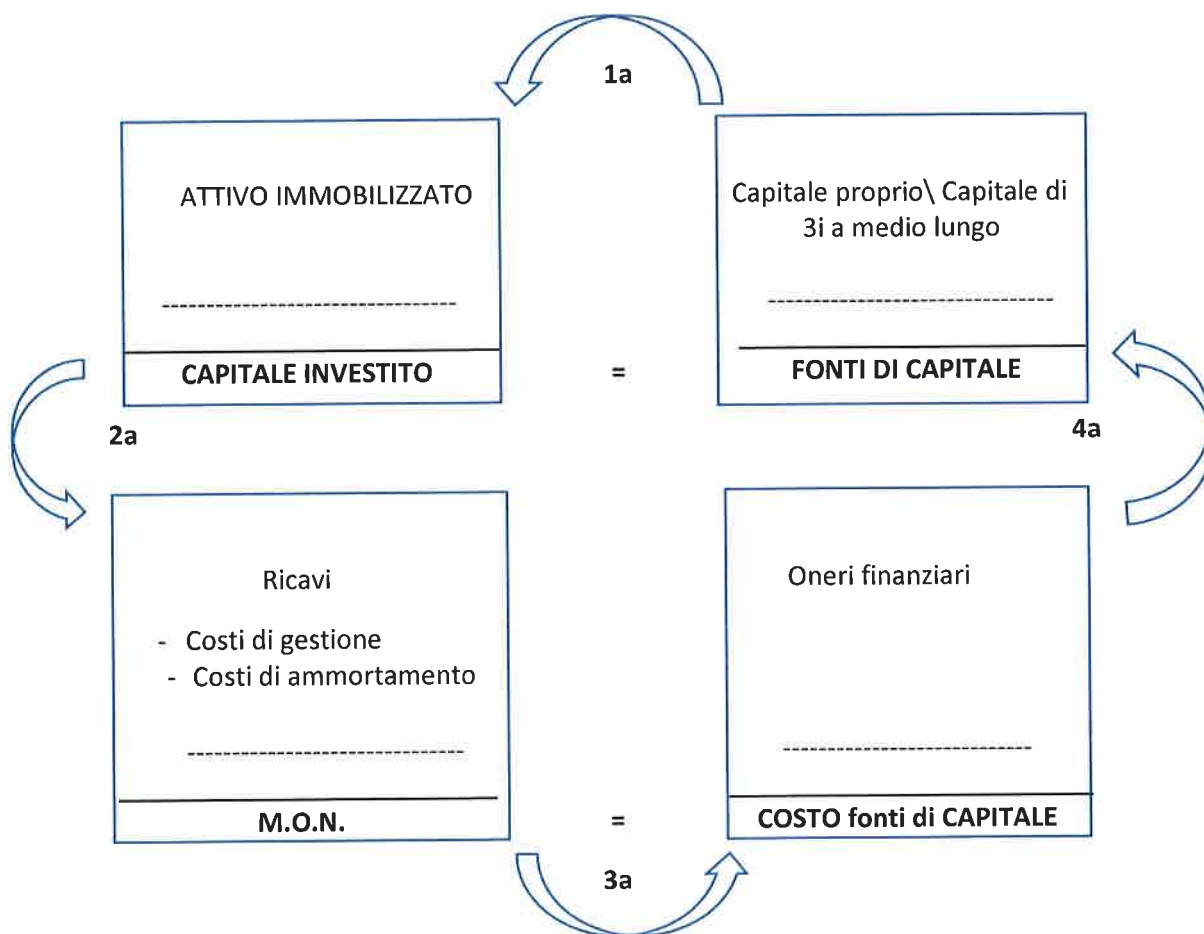 1a
ATTIVO IMMOBILIZZATO
--------------------------------
CAPITALE INVESTITO
=
Capitale proprio\ Capitale di
3i a medio lungo
-------------------------------
FONTI DI CAPITALE
2a
4a
Ricavi
- Costi di gestione
- Costi di ammortamento
------------------------------
M.O.N.
=
Oneri finanziari
---------------------------
COSTO fonti di CAPITALE
3a